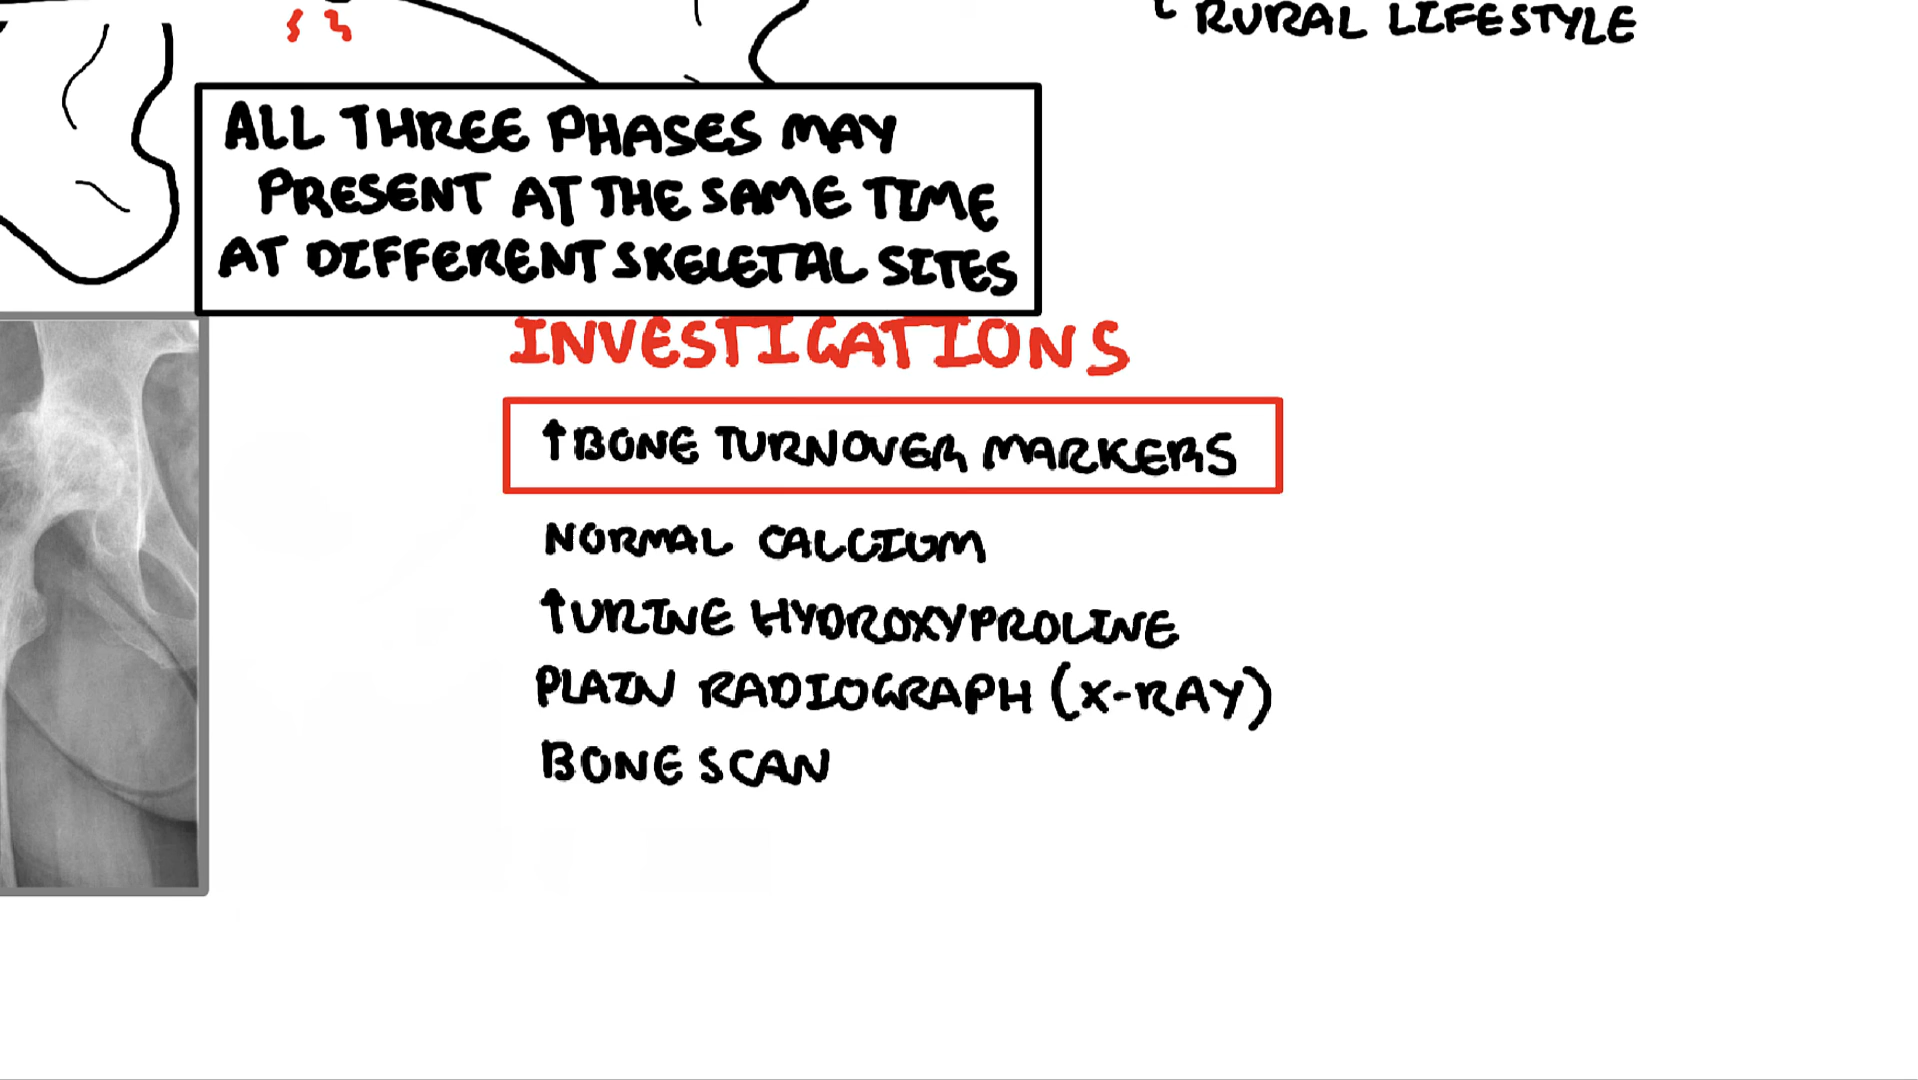 RURAL LIFESTYLE
ALL THREE PHASES MAY
PRESENT AT THE SAME TIME
AT DIFFERENT SKELETAL SITES
INVESTIGATIONS
↑BONE TURNOVER MARKERS
NORMAL CALCIUM
↑URINE HYDROXYPROLINE
PLAIN RADIOGRAPH (X-RAY)
BONE SCAN